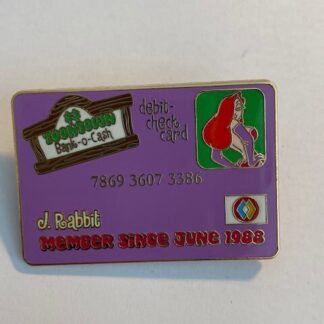 TOONTOWN
Bank-o-Cash
debit-
check
card
7869 3607 3386
J. Rabbit
MEMBER SINCE JUNE 1988